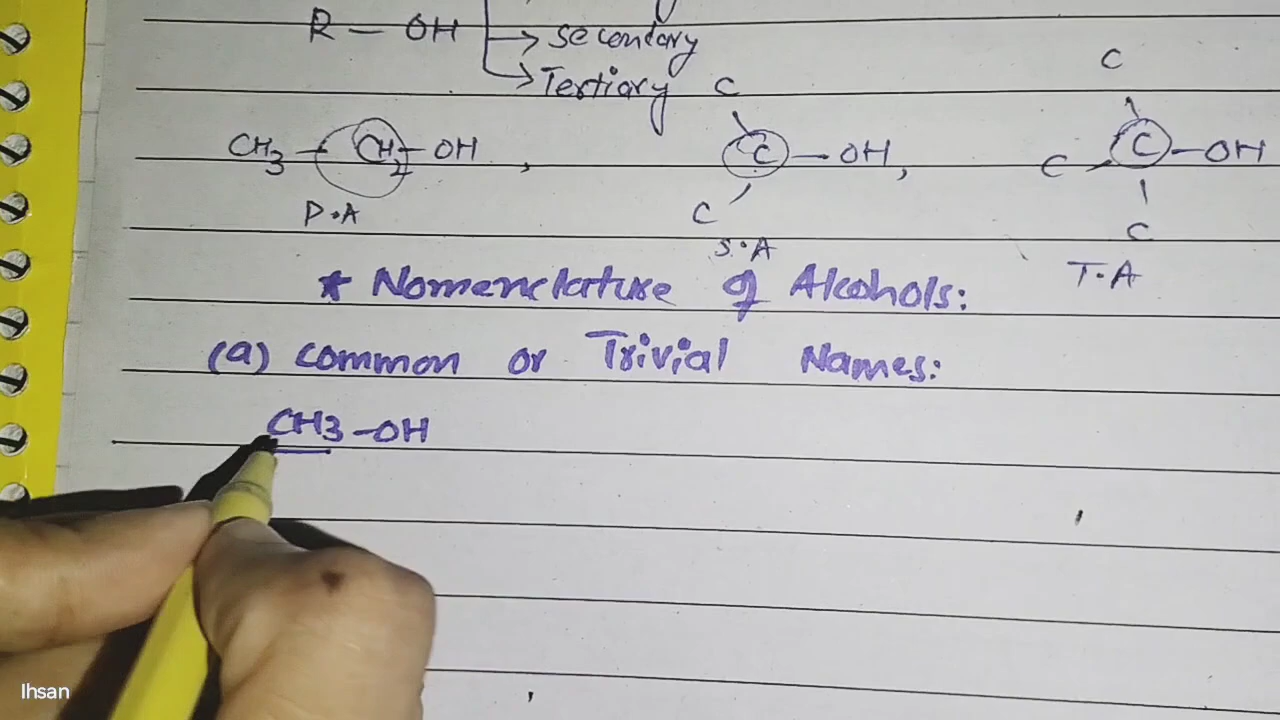 R — OH → Secondary
→ Tertiary
C C
CH3 — CH2 — OH , C — OH , C C — OH
C C
P.A S.A T.A
* Nomenclature of Alcohols:
(a) common or Trivial Names:
CH3 — OH
Ihsan